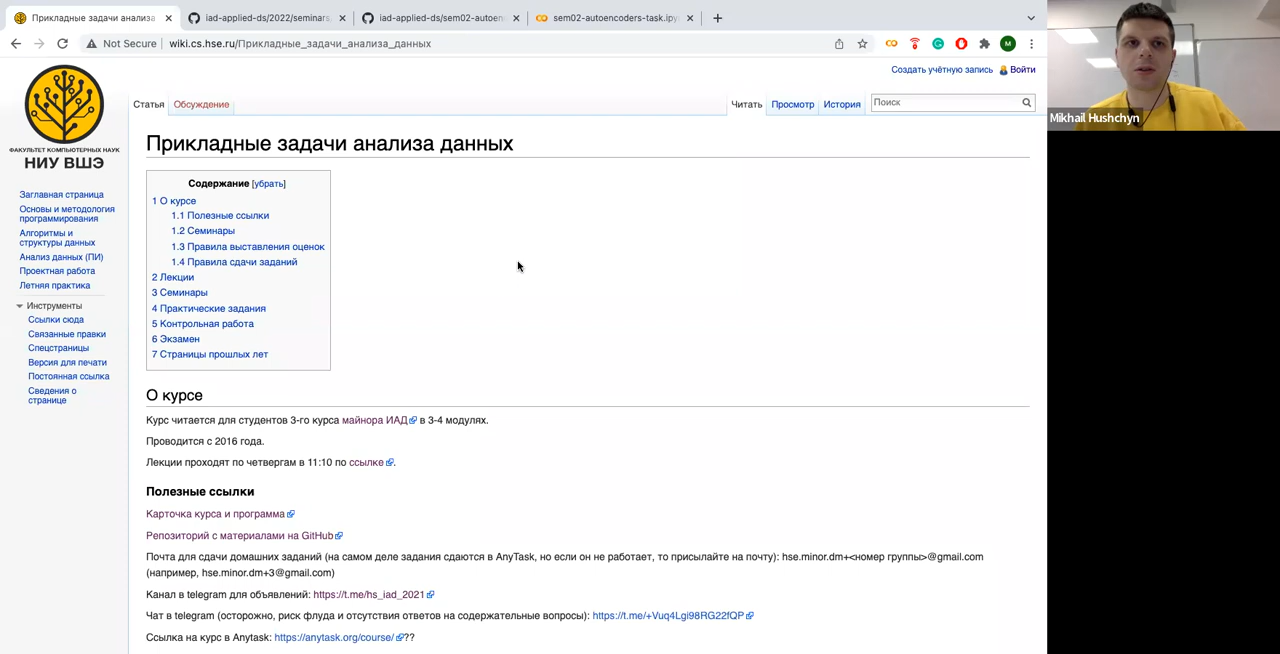 Прикладные задачи анализа
iad-applied-ds/2022/seminars
iad-applied-ds/sem02-autoen
sem02-autoencoders-task.ipy
Not Secure
wiki.cs.hse.ru/Прикладные_задачи_анализа_данных
M
Mikhail Hushchyn
Создать учётную запись
Войти
Статья
Обсуждение
Читать
Просмотр
История
Поиск
ФАКУЛЬТЕТ КОМПЬЮТЕРНЫХ НАУК
НИУ ВШЭ
Заглавная страница
Основы и методология
программирования
Алгоритмы и
структуры данных
Анализ данных (ПИ)
Проектная работа
Летняя практика
Инструменты
Ссылки сюда
Связанные правки
Спецстраницы
Версия для печати
Постоянная ссылка
Сведения о
странице
Прикладные задачи анализа данных
Содержание [убрать]
1 О курсе
1.1 Полезные ссылки
1.2 Семинары
1.3 Правила выставления оценок
1.4 Правила сдачи заданий
2 Лекции
3 Семинары
4 Практические задания
5 Контрольная работа
6 Экзамен
7 Страницы прошлых лет
О курсе
Курс читается для студентов 3-го курса майнора ИАД в 3-4 модулях.
Проводится с 2016 года.
Лекции проходят по четвергам в 11:10 по ссылке.
Полезные ссылки
Карточка курса и программа
Репозиторий с материалами на GitHub
Почта для сдачи домашних заданий (на самом деле задания сдаются в AnyTask, но если он не работает, то присылайте на почту): hse.minor.dm+<номер группы>@gmail.com
(например, hse.minor.dm+3@gmail.com)
Канал в telegram для объявлений: https://t.me/hs_iad_2021
Чат в telegram (осторожно, риск флуда и отсутствия ответов на содержательные вопросы): https://t.me/+Vuq4Lgi98RG22fQP
Ссылка на курс в Anytask: https://anytask.org/course/??